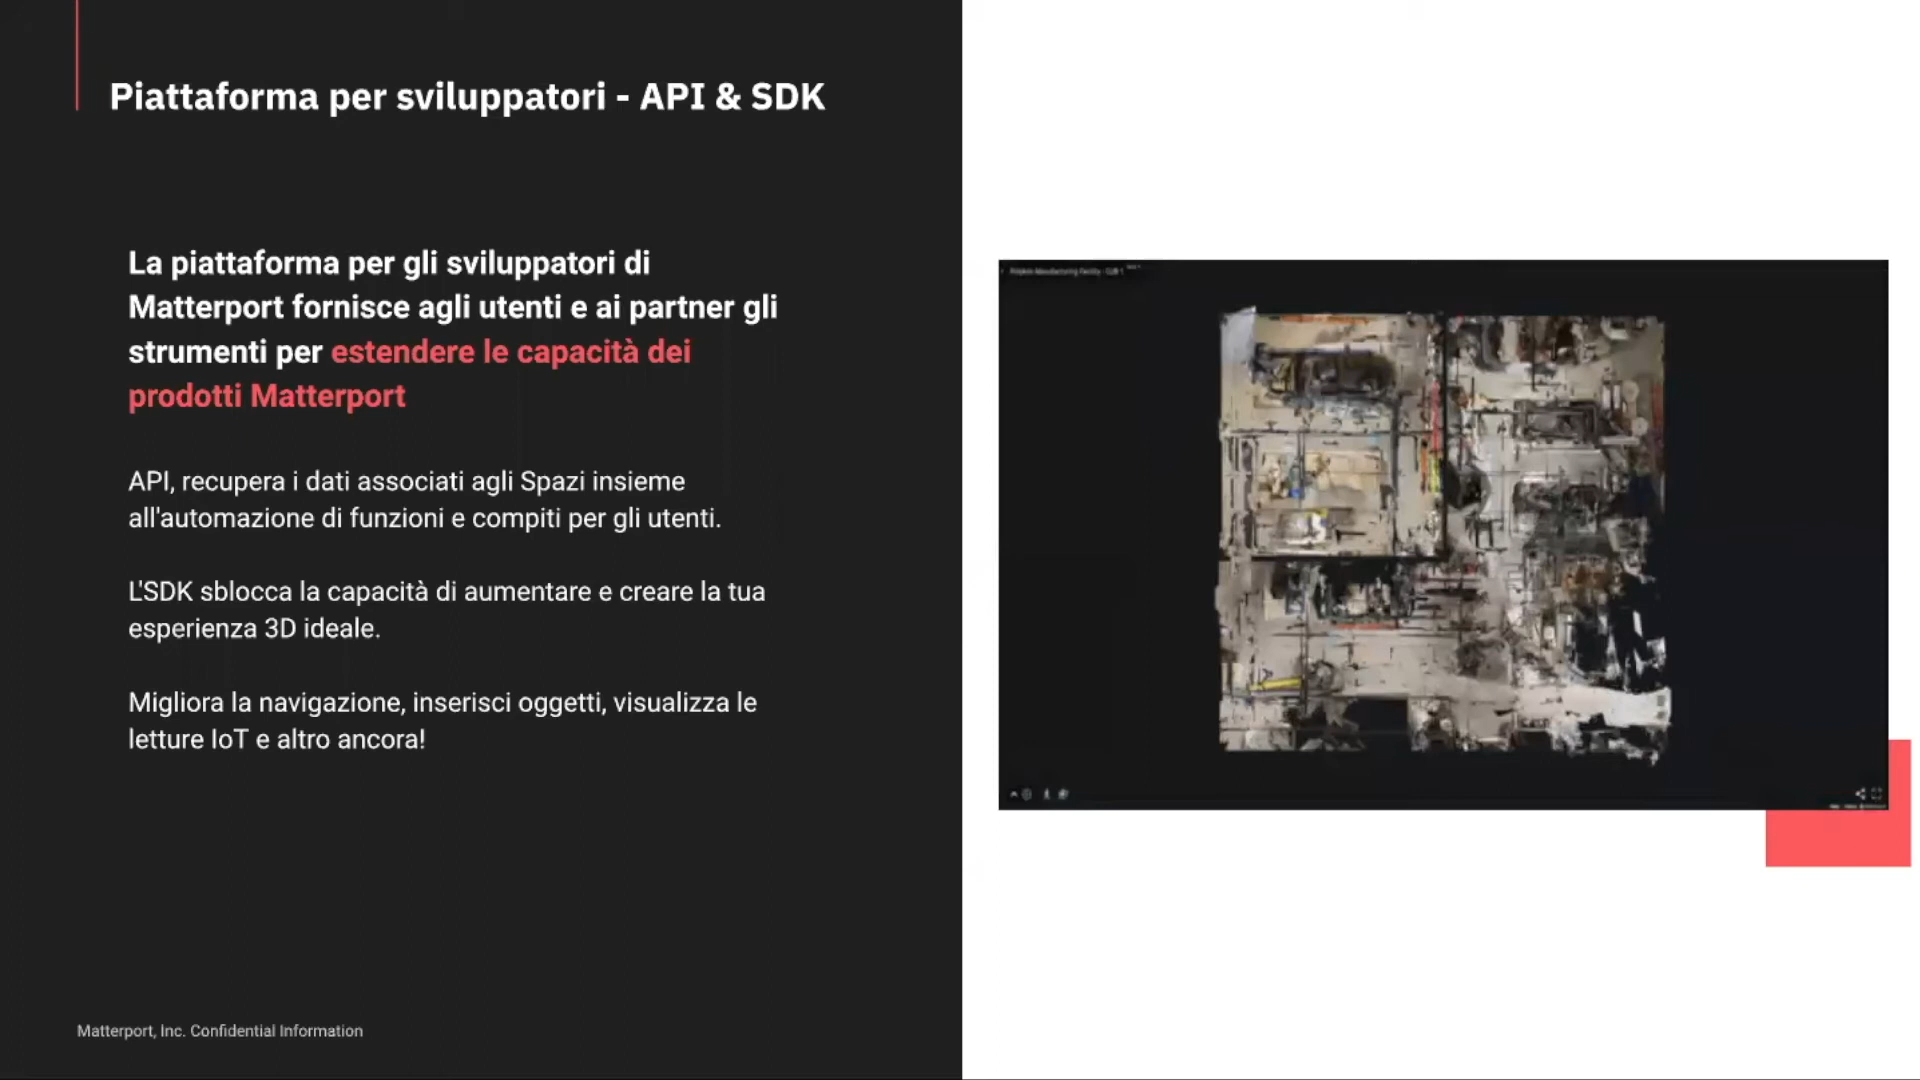 Piattaforma per sviluppatori - API & SDK
La piattaforma per gli sviluppatori di
Matterport fornisce agli utenti e ai partner gli
strumenti per estendere le capacità dei
prodotti Matterport
API, recupera i dati associati agli Spazi insieme
all'automazione di funzioni e compiti per gli utenti.
L'SDK sblocca la capacità di aumentare e creare la tua
esperienza 3D ideale.
Migliora la navigazione, inserisci oggetti, visualizza le
letture IoT e altro ancora!
Manufacturing Facility
Matterport, Inc. Confidential Information